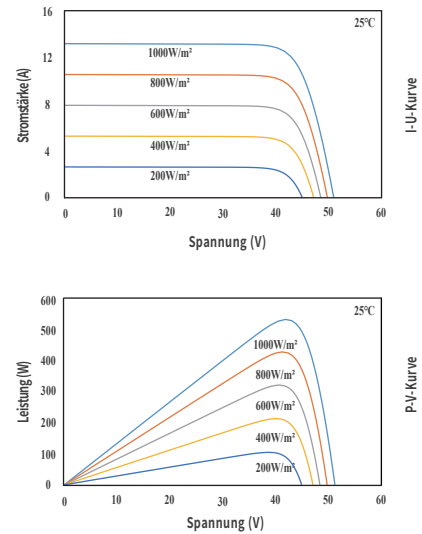 16
25℃
1000W/m²
12
800W/m²
Stromstärke (A)
I-U-Kurve
8
600W/m²
400W/m²
4
200W/m²
0
0
10
20
30
40
50
60
Spannung (V)
600
25℃
500
1000W/m²
400
800W/m²
Leistung (W)
P-V-Kurve
300
600W/m²
200
400W/m²
100
200W/m²
0
0
10
20
30
40
50
60
Spannung (V)